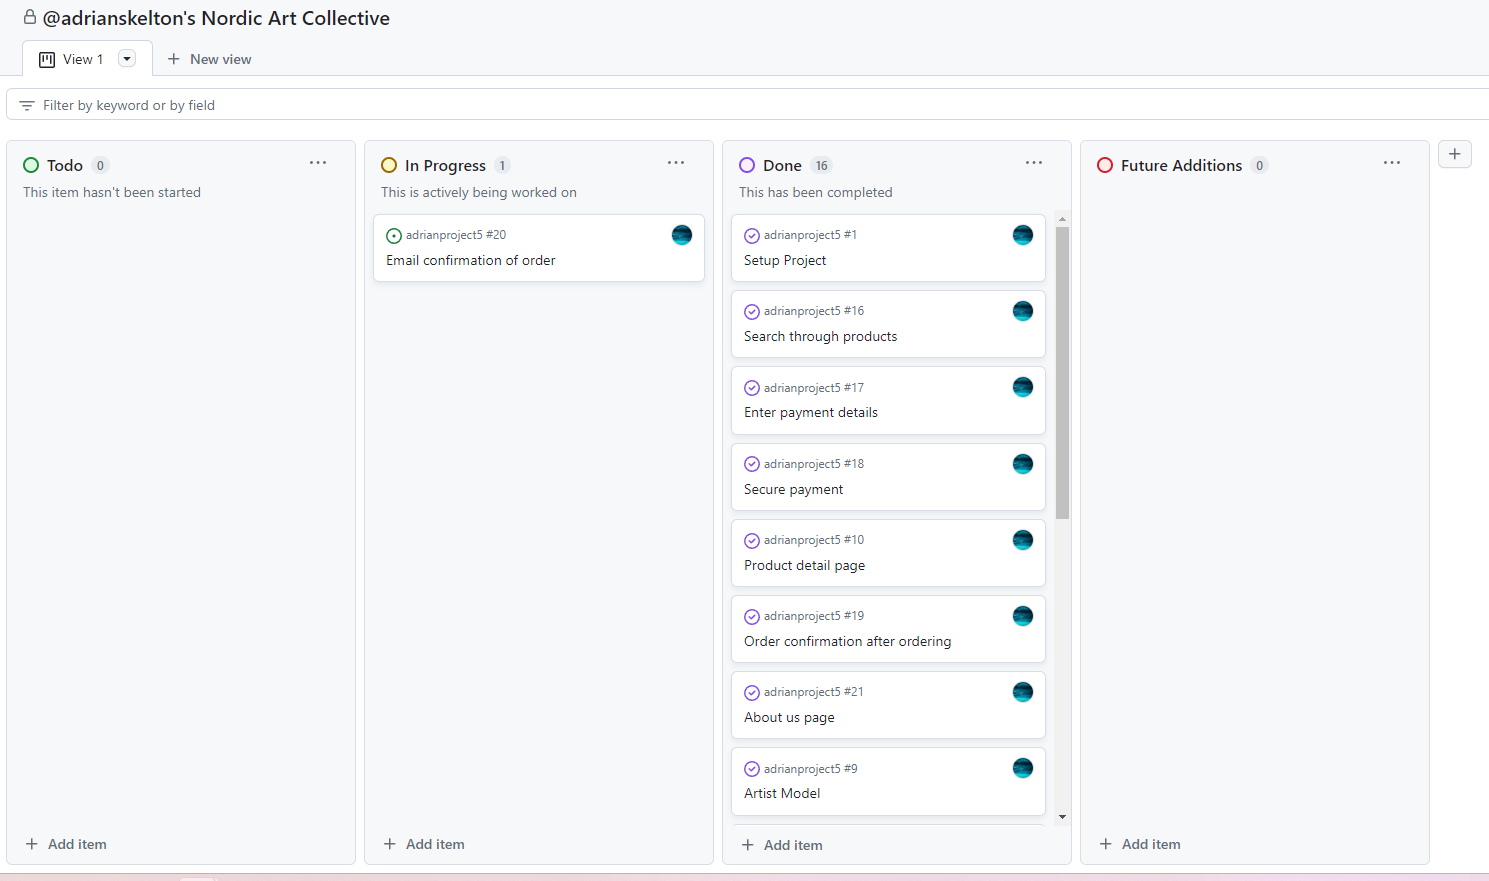 @adrianskelton's Nordic Art Collective
View 1
New view
Filter by keyword or by field
Todo 0
This item hasn't been started
Add item
In Progress 1
This is actively being worked on
adrianproject5 #20
Email confirmation of order
Add item
Done 16
This has been completed
adrianproject5 #1
Setup Project
adrianproject5 #16
Search through products
adrianproject5 #17
Enter payment details
adrianproject5 #18
Secure payment
adrianproject5 #10
Product detail page
adrianproject5 #19
Order confirmation after ordering
adrianproject5 #21
About us page
adrianproject5 #9
Artist Model
Add item
Future Additions 0
Add item